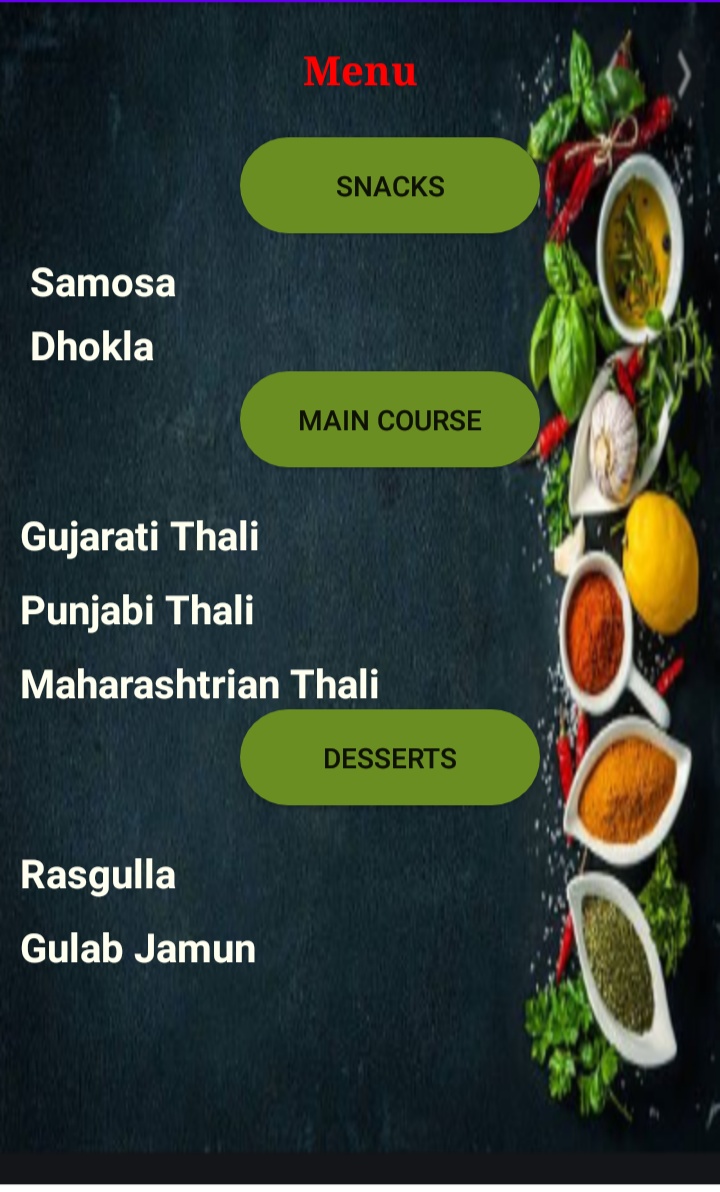 Menu
SNACKS
Samosa
Dhokla
MAIN COURSE
Gujarati Thali
Punjabi Thali
Maharashtrian Thali
DESSERTS
Rasgulla
Gulab Jamun